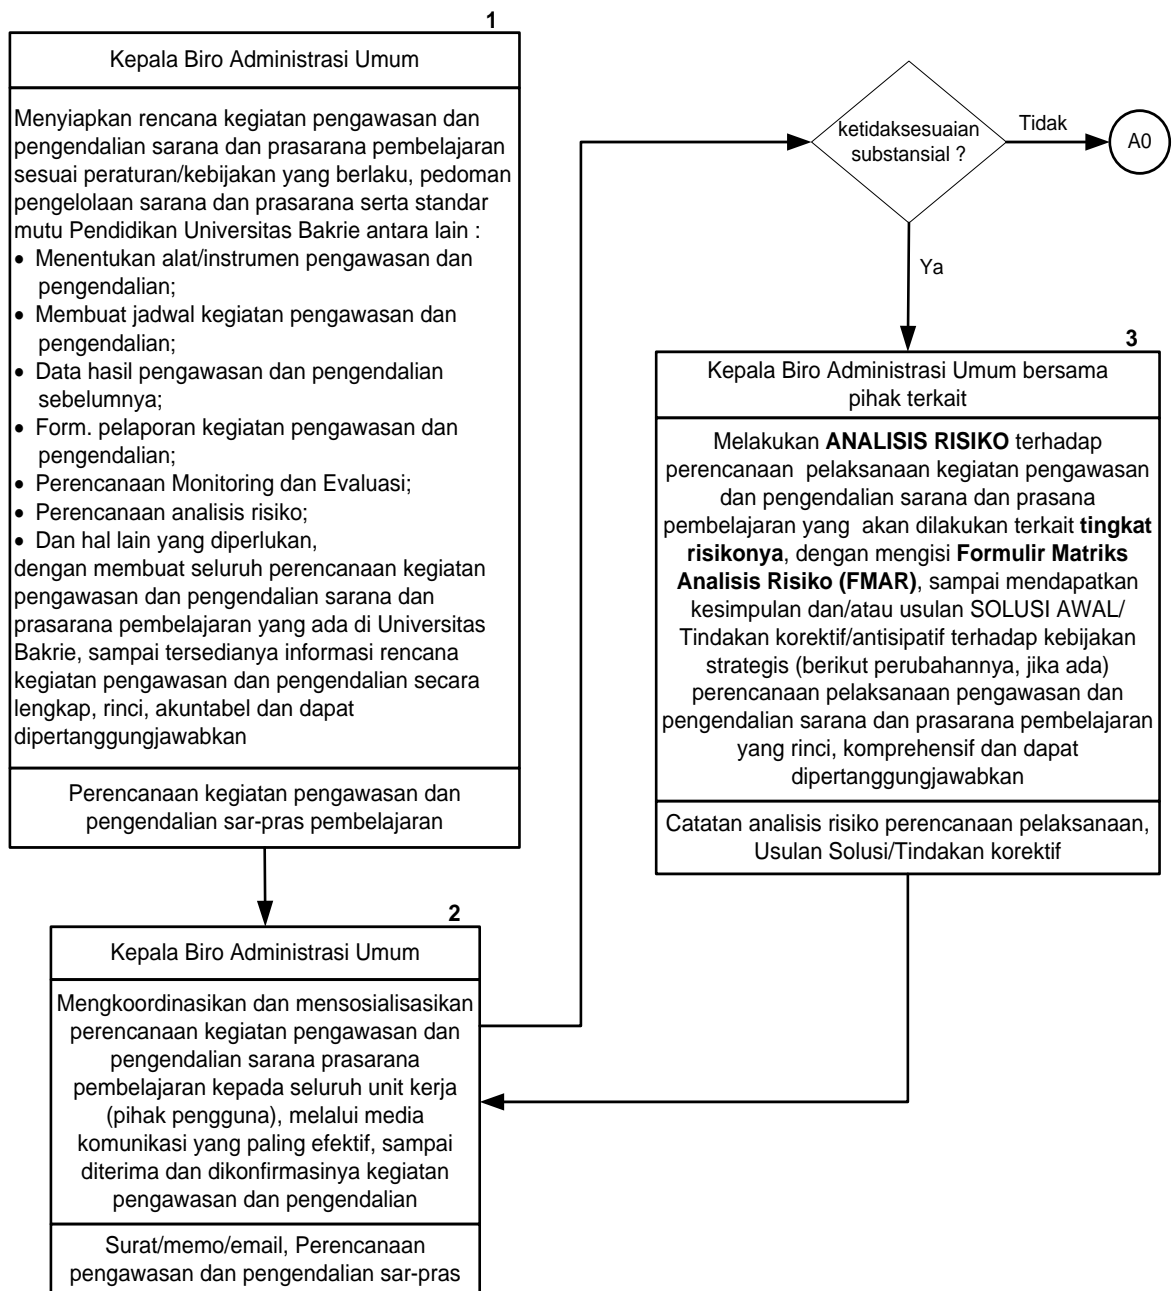 1
Kepala Biro Administrasi Umum
Menyiapkan rencana kegiatan pengawasan dan
pengendalian sarana dan prasarana pembelajaran
sesuai peraturan/kebijakan yang berlaku, pedoman
pengelolaan sarana dan prasarana serta standar
mutu Pendidikan Universitas Bakrie antara lain :
• Menentukan alat/instrumen pengawasan dan
pengendalian;
• Membuat jadwal kegiatan pengawasan dan
pengendalian;
• Data hasil pengawasan dan pengendalian
sebelumnya;
• Form. pelaporan kegiatan pengawasan dan
pengendalian;
• Perencanaan Monitoring dan Evaluasi;
• Perencanaan analisis risiko;
• Dan hal lain yang diperlukan,
dengan membuat seluruh perencanaan kegiatan
pengawasan dan pengendalian sarana dan
prasarana pembelajaran yang ada di Universitas
Bakrie, sampai tersedianya informasi rencana
kegiatan pengawasan dan pengendalian secara
lengkap, rinci, akuntabel dan dapat
dipertanggungjawabkan
Perencanaan kegiatan pengawasan dan
pengendalian sar-pras pembelajaran
2
Kepala Biro Administrasi Umum
Mengkoordinasikan dan mensosialisasikan
perencanaan kegiatan pengawasan dan
pengendalian sarana prasarana
pembelajaran kepada seluruh unit kerja
(pihak pengguna), melalui media
komunikasi yang paling efektif, sampai
diterima dan dikonfirmasinya kegiatan
pengawasan dan pengendalian
Surat/memo/email, Perencanaan
pengawasan dan pengendalian sar-pras
ketidaksesuaian
substansial ?
Tidak
A0
Ya
3
Kepala Biro Administrasi Umum bersama
pihak terkait
Melakukan ANALISIS RISIKO terhadap
perencanaan pelaksanaan kegiatan pengawasan
dan pengendalian sarana dan prasana
pembelajaran yang akan dilakukan terkait tingkat
risikonya, dengan mengisi Formulir Matriks
Analisis Risiko (FMAR), sampai mendapatkan
kesimpulan dan/atau usulan SOLUSI AWAL/
Tindakan korektif/antisipatif terhadap kebijakan
strategis (berikut perubahannya, jika ada)
perencanaan pelaksanaan pengawasan dan
pengendalian sarana dan prasarana pembelajaran
yang rinci, komprehensif dan dapat
dipertanggungjawabkan
Catatan analisis risiko perencanaan pelaksanaan,
Usulan Solusi/Tindakan korektif